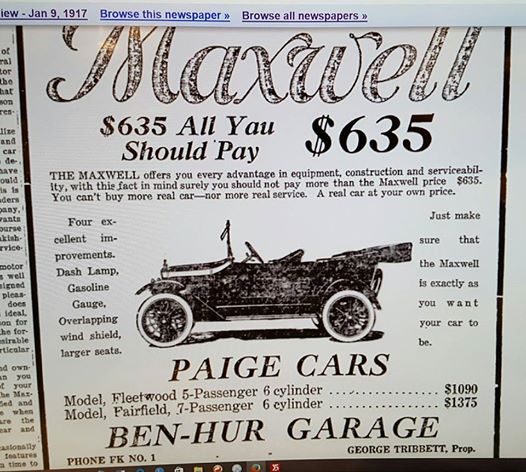 iew - Jan 9, 1917 Browse this newspaper » Browse all newspapers »
Maxwell
$635 All Yau
Should Pay
$635
THE MAXWELL offers you every advantage in equipment, construction and serviceabil-
ity, with this fact in mind surely you should not pay more than the Maxwell price $635.
You can't buy more real car—nor more real service. A real car at your own price.
Four ex-
cellent im-
provements.
Dash Lamp,
Gasoline
Gauge,
Overlapping
wind shield,
larger seats.
Just make
sure that
the Maxwell
is exactly as
you want
your car to
be.
PAIGE CARS
Model, Fleetwood 5-Passenger 6 cylinder .................... $1090
Model, Fairfield, 7-Passenger 6 cylinder .................... $1375
BEN-HUR GARAGE
PHONE FK NO. 1
GEORGE TRIBBETT, Prop.